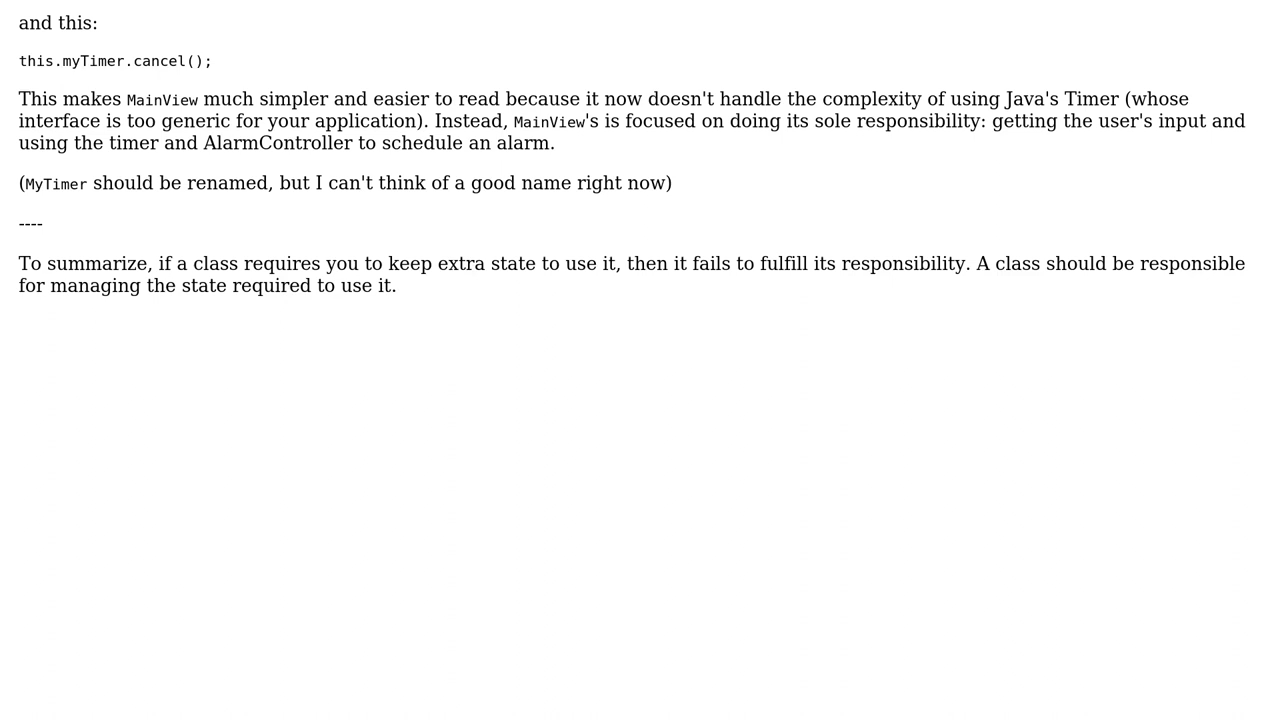 and this:
this.myTimer.cancel();
This makes MainView much simpler and easier to read because it now doesn't handle the complexity of using Java's Timer (whose
interface is too generic for your application). Instead, MainView's is focused on doing its sole responsibility: getting the user's input and
using the timer and AlarmController to schedule an alarm.
(MyTimer should be renamed, but I can't think of a good name right now)
----
To summarize, if a class requires you to keep extra state to use it, then it fails to fulfill its responsibility. A class should be responsible
for managing the state required to use it.